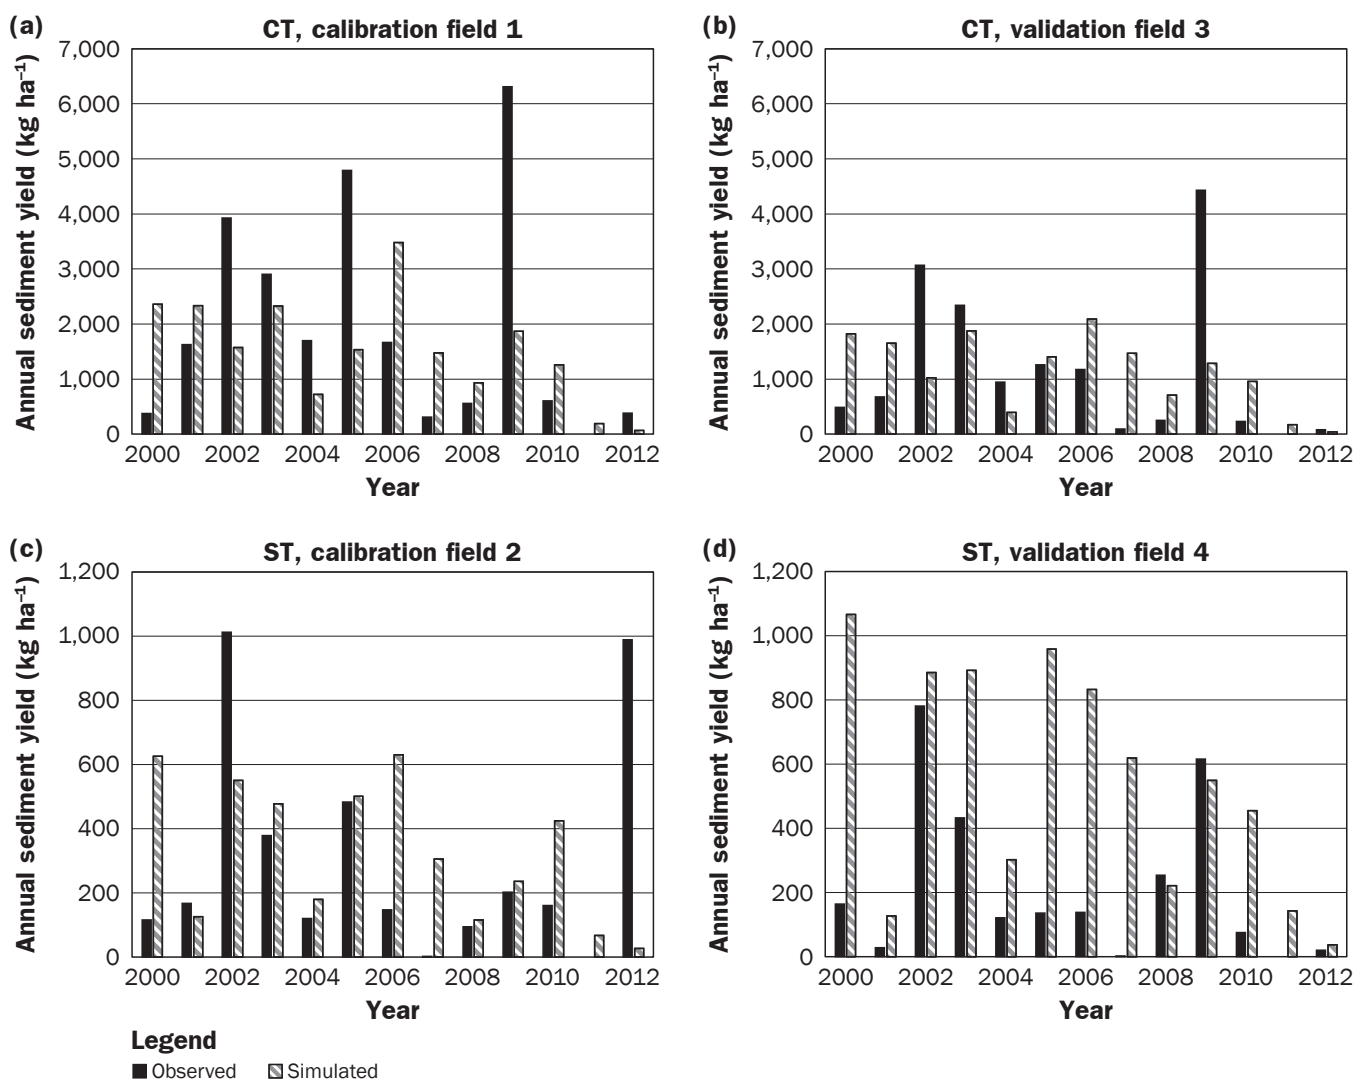 (a)
CT, calibration field 1
Annual sediment yield (kg ha⁻¹)
7,000
6,000
5,000
4,000
3,000
2,000
1,000
0
2000 2002 2004 2006 2008 2010 2012
Year
(b)
CT, validation field 3
Annual sediment yield (kg ha⁻¹)
7,000
6,000
5,000
4,000
3,000
2,000
1,000
0
2000 2002 2004 2006 2008 2010 2012
Year
(c)
ST, calibration field 2
Annual sediment yield (kg ha⁻¹)
1,200
1,000
800
600
400
200
0
2000 2002 2004 2006 2008 2010 2012
Year
(d)
ST, validation field 4
Annual sediment yield (kg ha⁻¹)
1,200
1,000
800
600
400
200
0
2000 2002 2004 2006 2008 2010 2012
Year
Legend
Observed Simulated